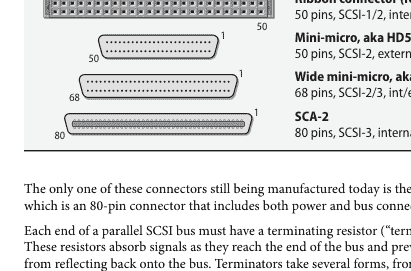 Ribbon connector (
50 pins, SCSI-1/2, inter
50
Mini-micro, aka HD5
50 pins, SCSI-2, extern
1
50
Wide mini-micro, aka
68 pins, SCSI-2/3, int/e
1
68
SCA-2
80 pins, SCSI-3, interna
1
80
The only one of these connectors still being manufactured today is the
which is an 80-pin connector that includes both power and bus connec
Each end of a parallel SCSI bus must have a terminating resistor (“term
These resistors absorb signals as they reach the end of the bus and prev
from reflecting back onto the bus. Terminators take several forms, from